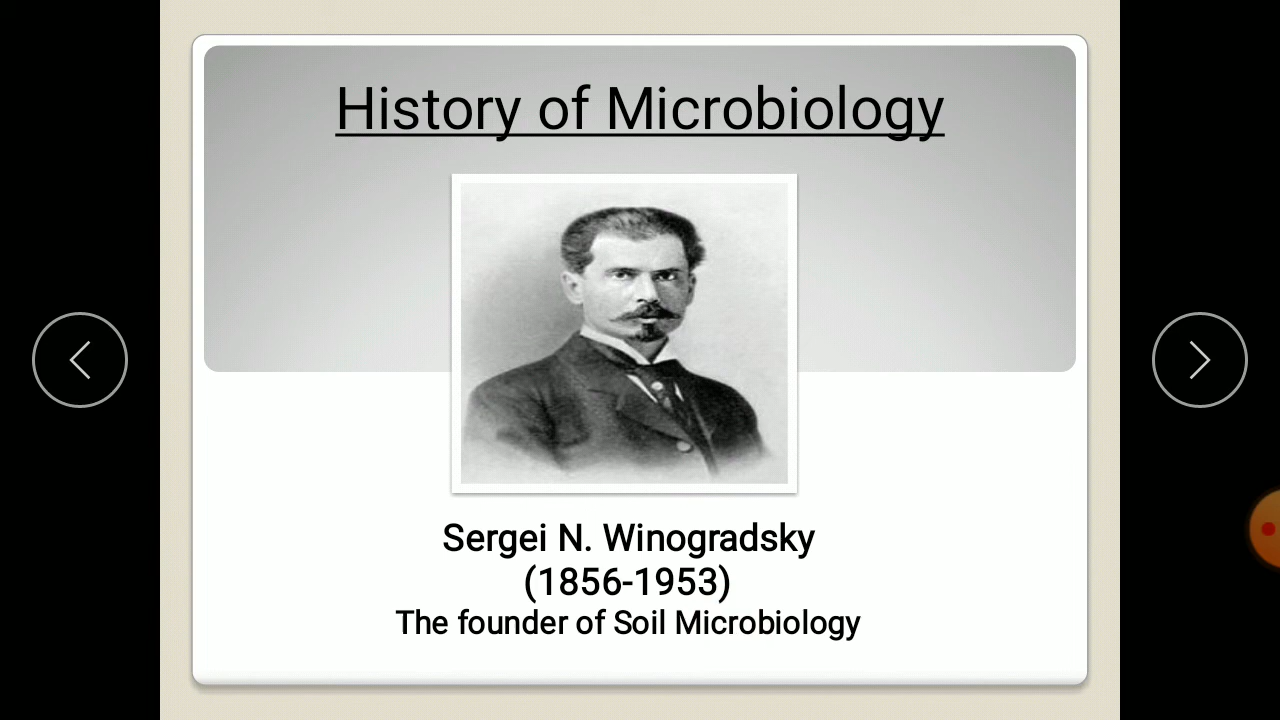 History of Microbiology
Sergei N. Winogradsky
(1856-1953)
The founder of Soil Microbiology